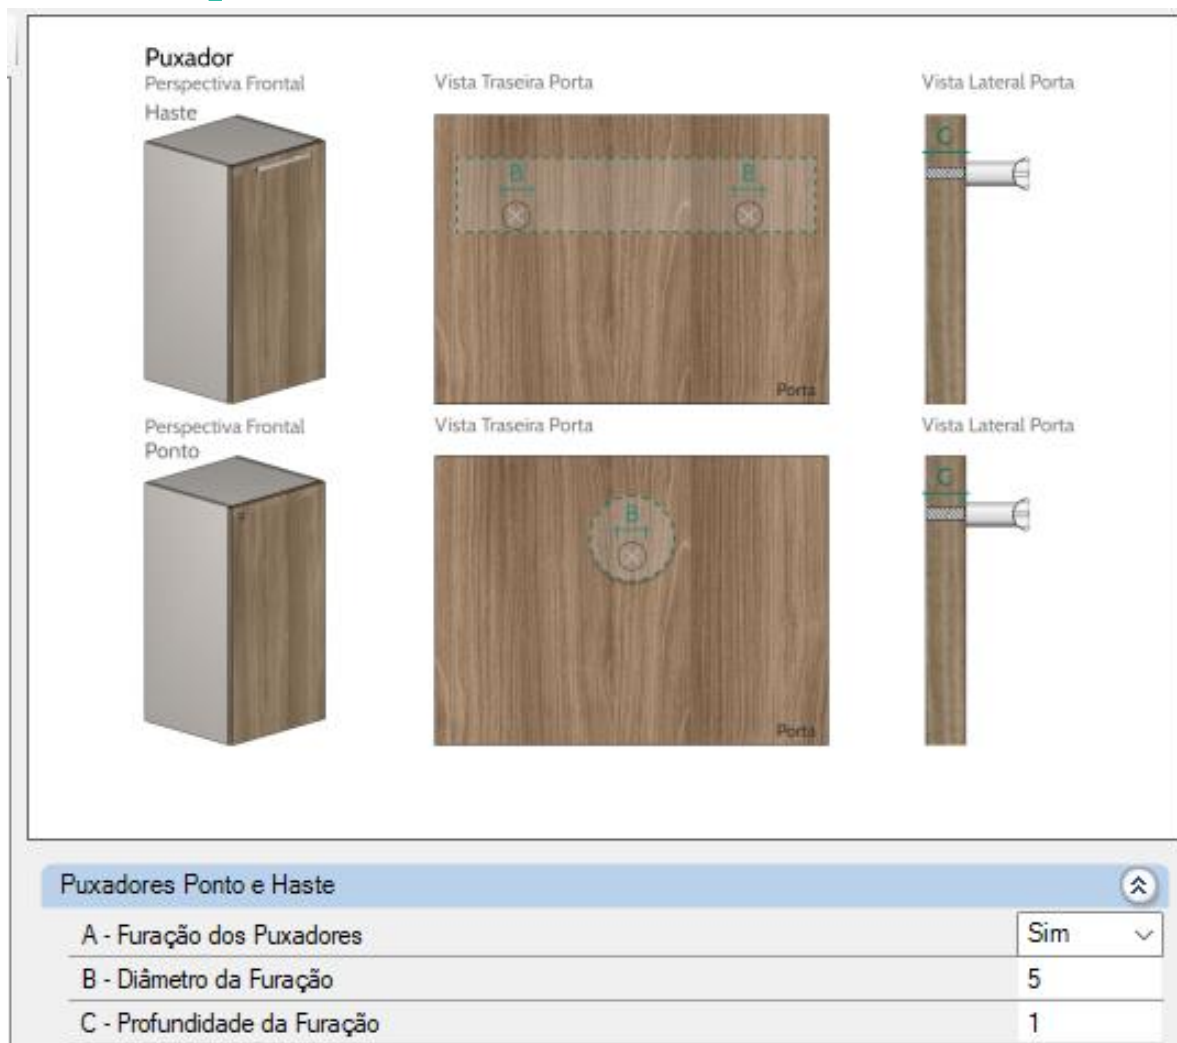 Puxador
Perspectiva Frontal
Vista Traseira Porta
Vista Lateral Porta
Haste
C
B
B
Porta
Perspectiva Frontal
Vista Traseira Porta
Vista Lateral Porta
Ponto
C
B
Porta
Puxadores Ponto e Haste
A - Furação dos Puxadores
Sim
B - Diâmetro da Furação
5
C - Profundidade da Furação
1